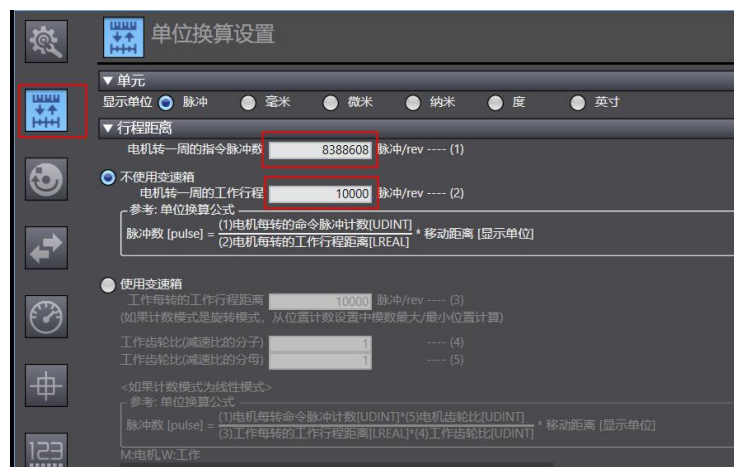 单位换算设置
▼单元
显示单位 脉冲 毫米 微米 纳米 度 英寸
▼行程距离
电机转一周的指令脉冲数 8388608 脉冲/rev ---- (1)
不使用变速箱
电机转一周的工作行程 10000 脉冲/rev ---- (2)
参考: 单位换算公式
脉冲数 [pulse] = (1)电机每转的命令脉冲计数[UDINT]
(2)电机每转的工作行程距离[LREAL] * 移动距离 [显示单位]
使用变速箱
工作每转的工作行程距离 10000 脉冲/rev ---- (3)
(如果计数模式是旋转模式，从位置计数设置中模数最大/最小位置计算)
工作齿轮比(减速比的分子) 1 ---- (4)
工作齿轮比(减速比的分母) 1 ---- (5)
<如果计数模式为线性模式>
参考: 单位换算公式
脉冲数 [pulse] = (1)电机每转命令脉冲计数[UDINT]*(5)电机齿轮比[UDINT]
(3)工作每转的工作行程距离[LREAL]*(4)工作齿轮比[UDINT] * 移动距离 [显示单位]
123
M:电机,W:工作